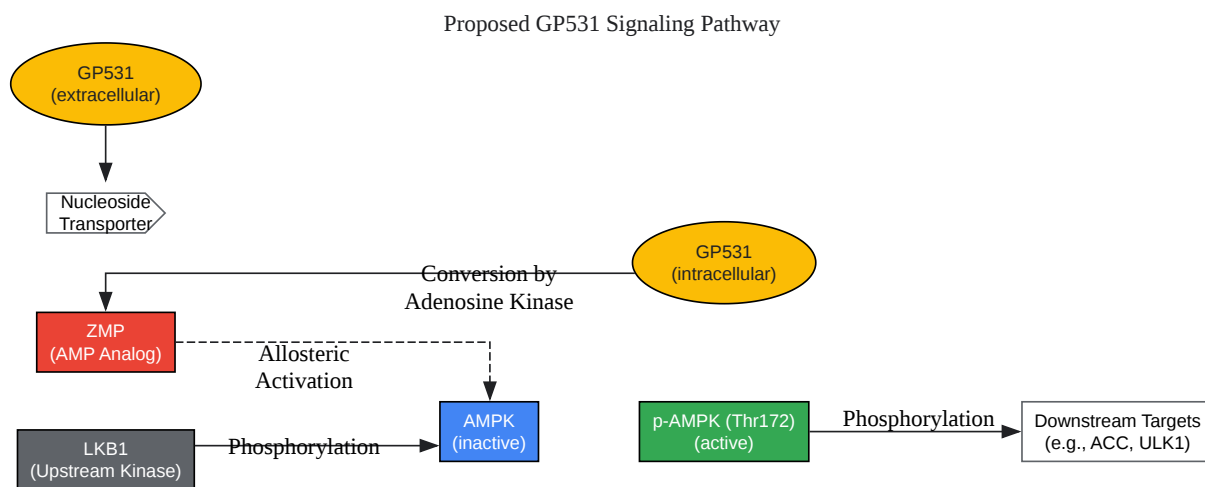 Proposed GP531 Signaling Pathway
GP531
(extracellular)
Nucleoside
Transporter
GP531
(intracellular)
Conversion by
Adenosine Kinase
ZMP
(AMP Analog)
Allosteric
Activation
AMPK
(inactive)
p-AMPK (Thr172)
(active)
Phosphorylation
Downstream Targets
(e.g., ACC, ULK1)
LKB1
(Upstream Kinase)
Phosphorylation